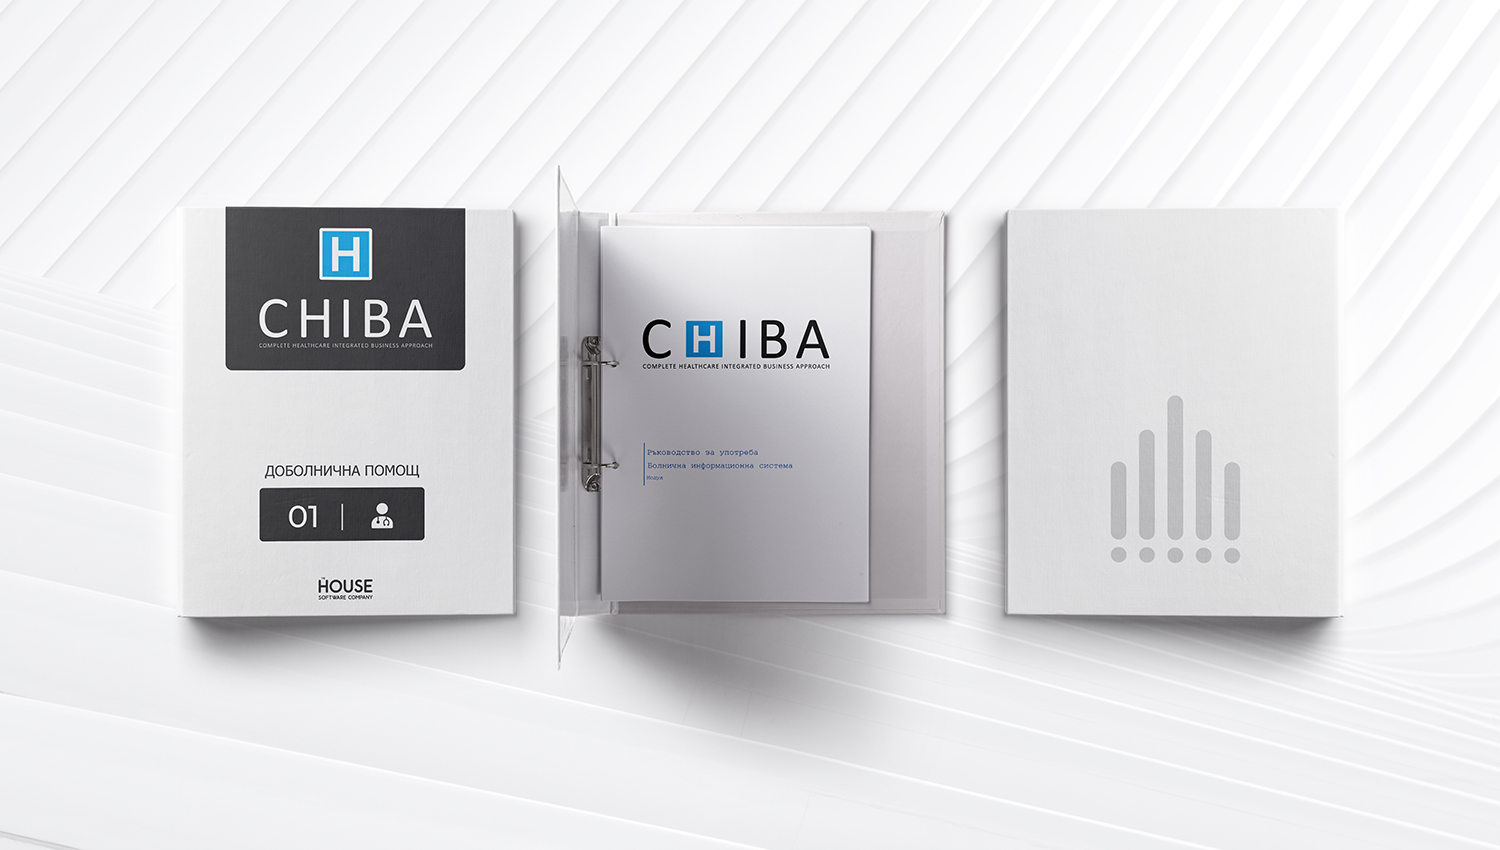 H
CHIBA
COMPLETE HEALTHCARE INTEGRATED BUSINESS APPROACH
ДОБОЛНИЧНА ПОМОЩ
01
HOUSE
SOFTWARE COMPANY
CHIBA
COMPLETE HEALTHCARE INTEGRATED BUSINESS APPROACH
Ръководство за употреба
Болнична информационна система
Модул